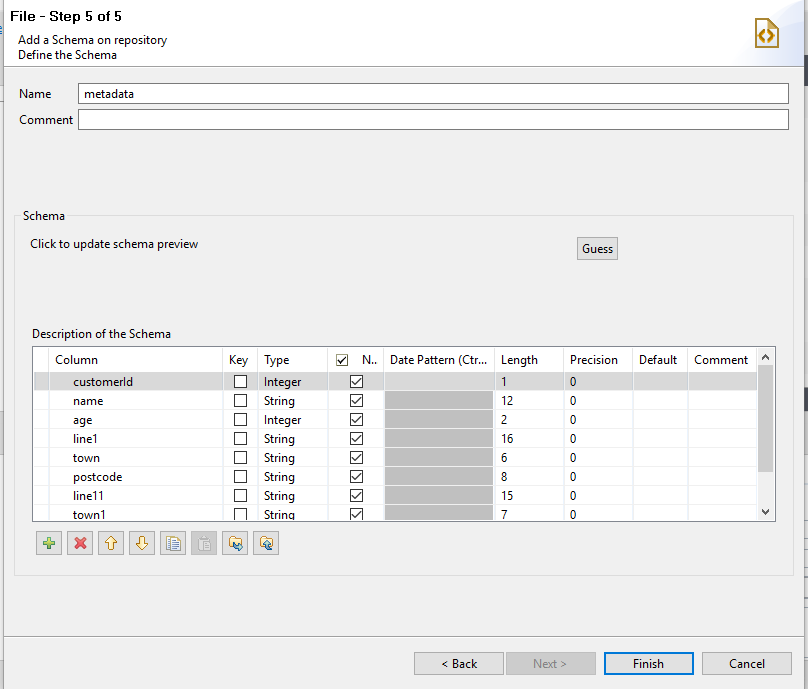 File - Step 5 of 5
Add a Schema on repository
Define the Schema
Name metadata
Comment
Schema
Click to update schema preview Guess
Description of the Schema
Column Key Type N.. Date Pattern (Ctr... Length Precision Default Comment
customerId Integer 1 0
name String 12 0
age Integer 2 0
line1 String 16 0
town String 6 0
postcode String 8 0
line11 String 15 0
town1 String 7 0
< Back Next > Finish Cancel